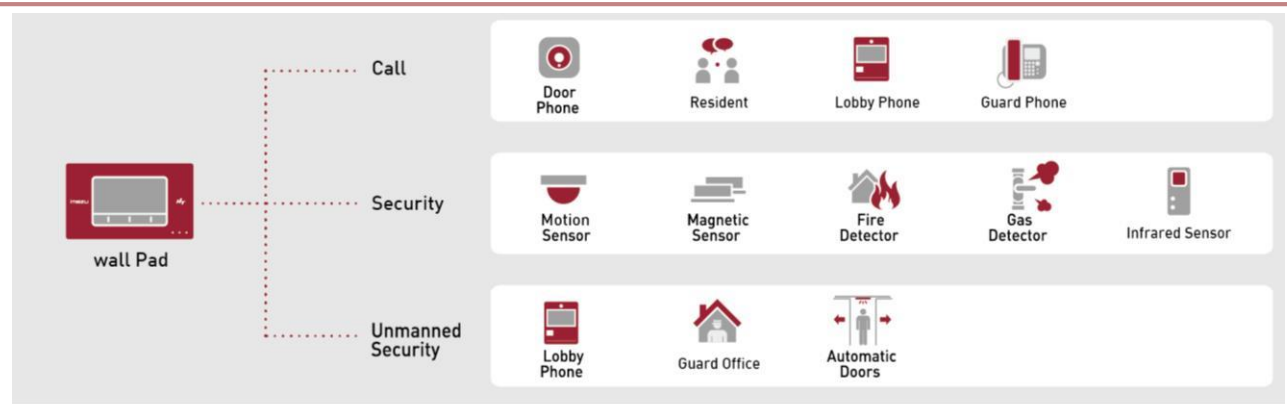 Call
Door
Phone
Resident
Lobby Phone
Guard Phone
wall Pad
Security
Motion
Sensor
Magnetic
Sensor
Fire
Detector
Gas
Detector
Infrared Sensor
Unmanned
Security
Lobby
Phone
Guard Office
Automatic
Doors